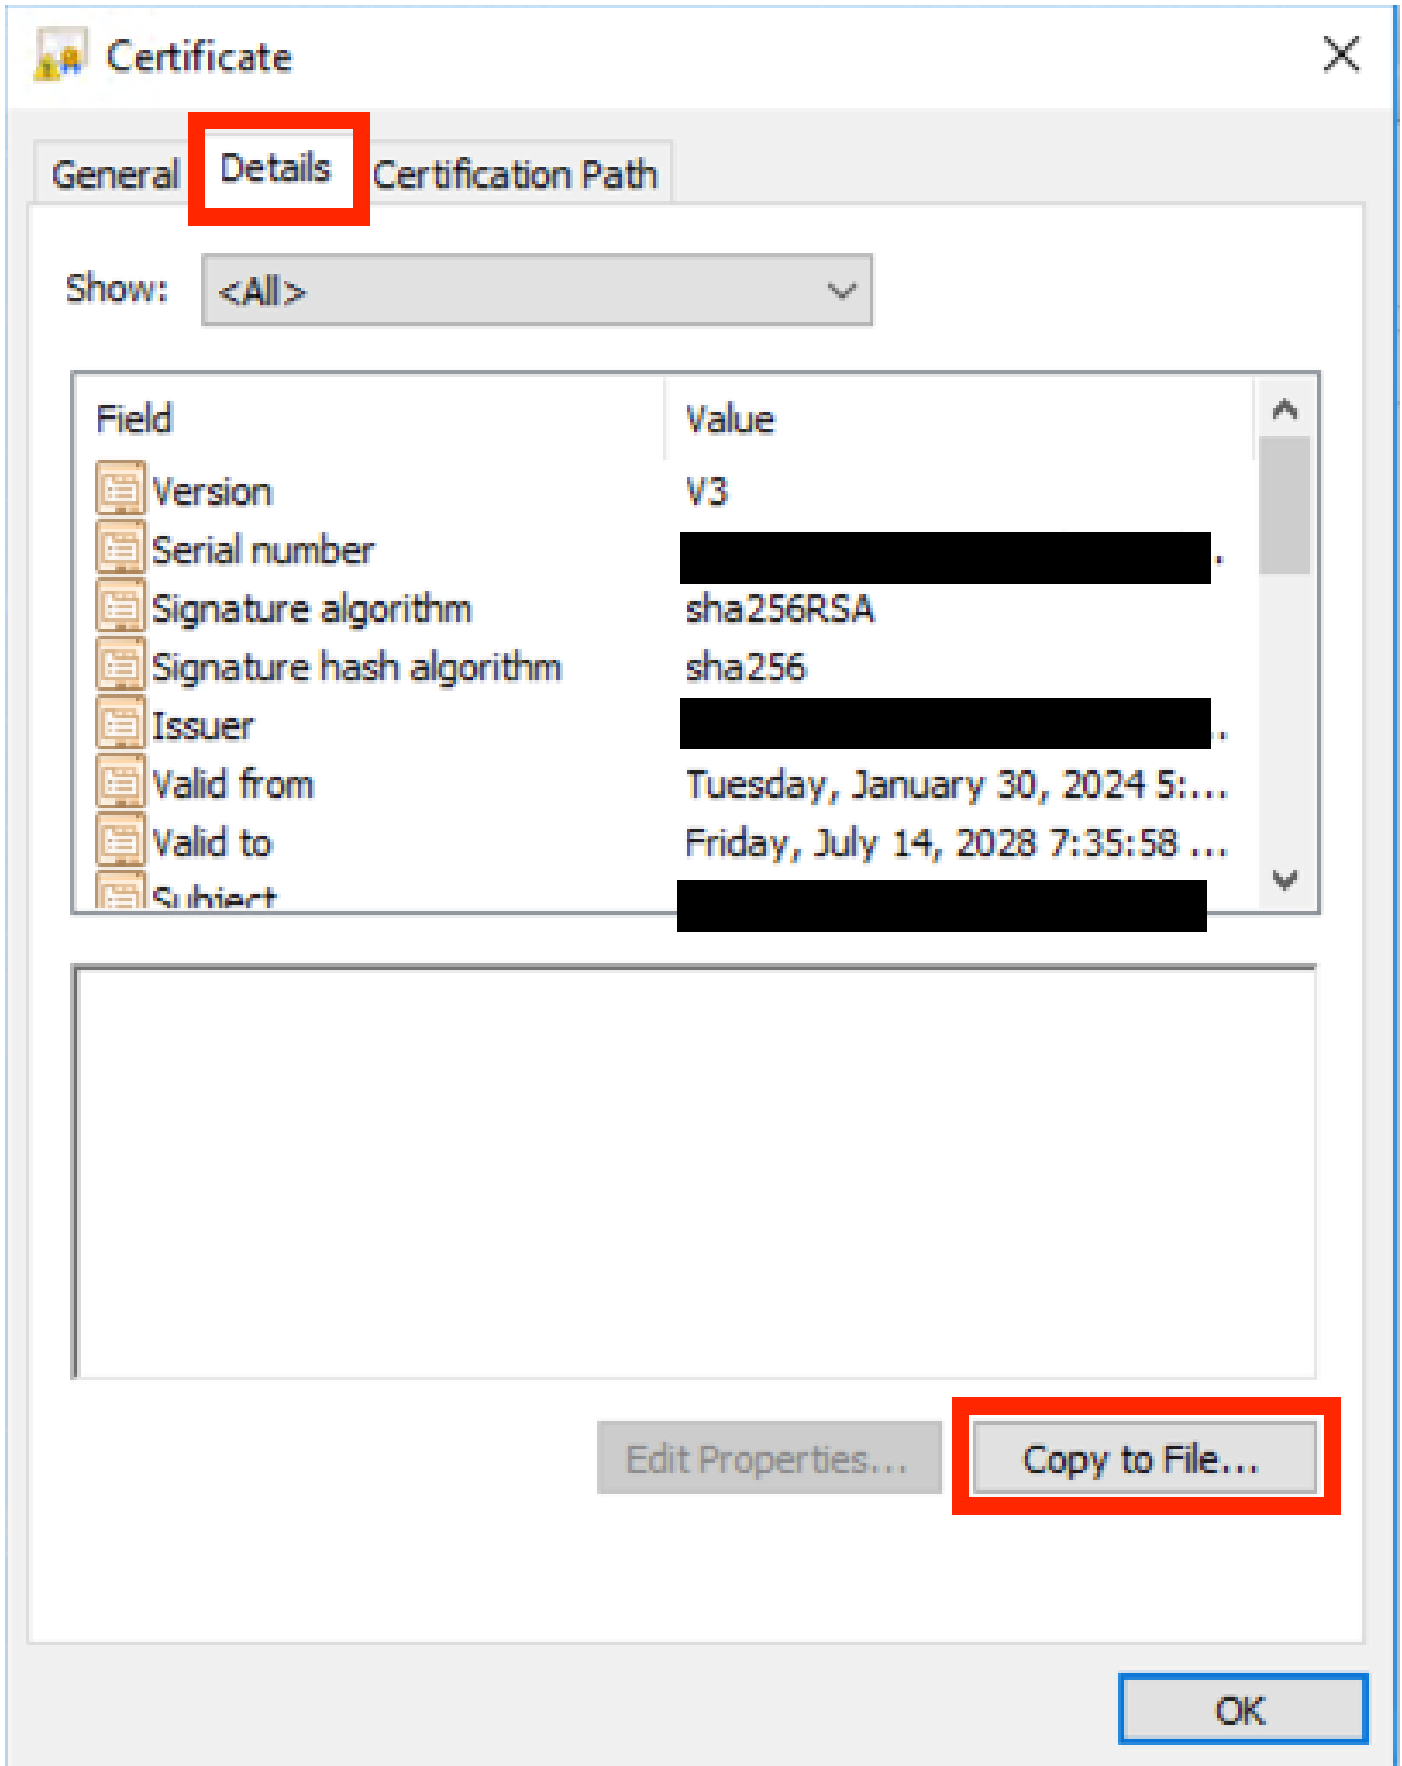 Certificate
General Details Certification Path
Show: <All>
Field Value
Version V3
Serial number .
Signature algorithm sha256RSA
Signature hash algorithm sha256
Issuer ..
Valid from Tuesday, January 30, 2024 5:...
Valid to Friday, July 14, 2028 7:35:58 ...
Subject
Edit Properties... Copy to File...
OK